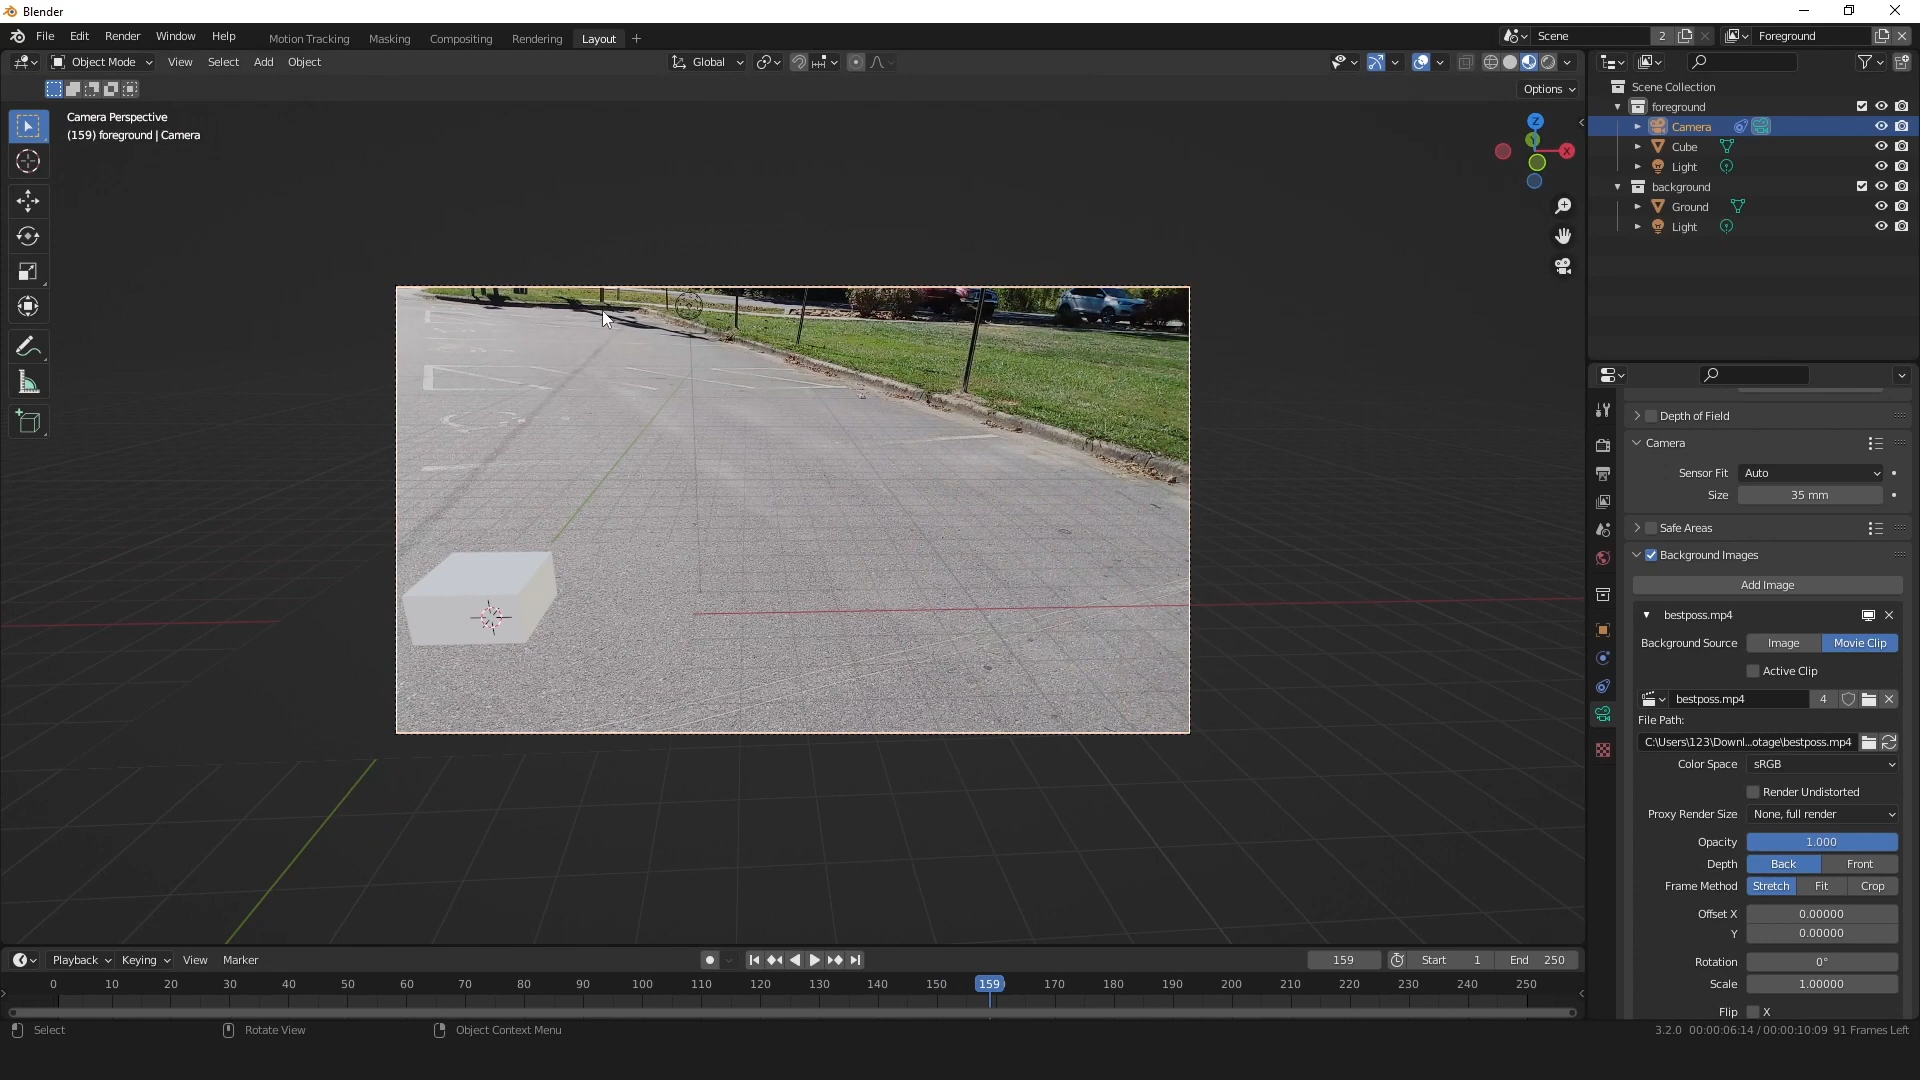 Blender
File Edit Render Window Help
Motion Tracking Masking Compositing Rendering Layout +
Scene 2
Foreground
Object Mode View Select Add Object
Global
Options
Camera Perspective
(159) foreground | Camera
Z
Y
X
Scene Collection
foreground
Camera
Cube
Light
background
Ground
Light
Depth of Field
Camera
Sensor Fit Auto
Size 35 mm
Safe Areas
Background Images
Add Image
bestposs.mp4
Background Source Image Movie Clip
Active Clip
bestposs.mp4 4
File Path:
C:\Users\123\Downl...otage\bestposs.mp4
Color Space sRGB
Render Undistorted
Proxy Render Size None, full render
Opacity 1.000
Depth Back Front
Frame Method Stretch Fit Crop
Offset X 0.00000
Y 0.00000
Rotation 0°
Scale 1.00000
Flip X
Playback Keying View Marker
159 Start 1 End 250
0 10 20 30 40 50 60 70 80 90 100 110 120 130 140 150 159 170 180 190 200 210 220 230 240 250
Select Rotate View Object Context Menu
3.2.0 00:00:06:14 / 00:00:10:09 91 Frames Left